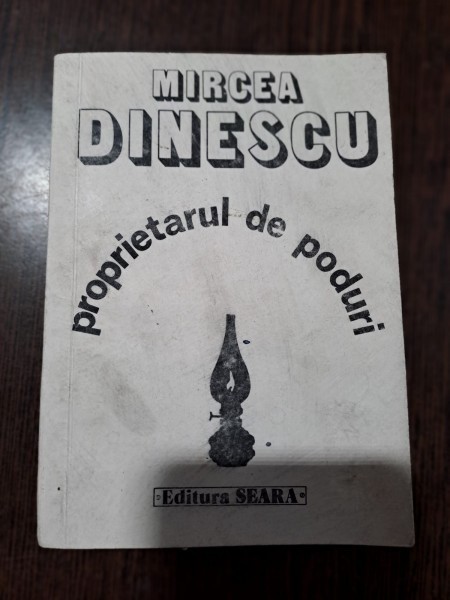 MIRCEA
DINESCU
proprietarul de poduri
Editura SEARA